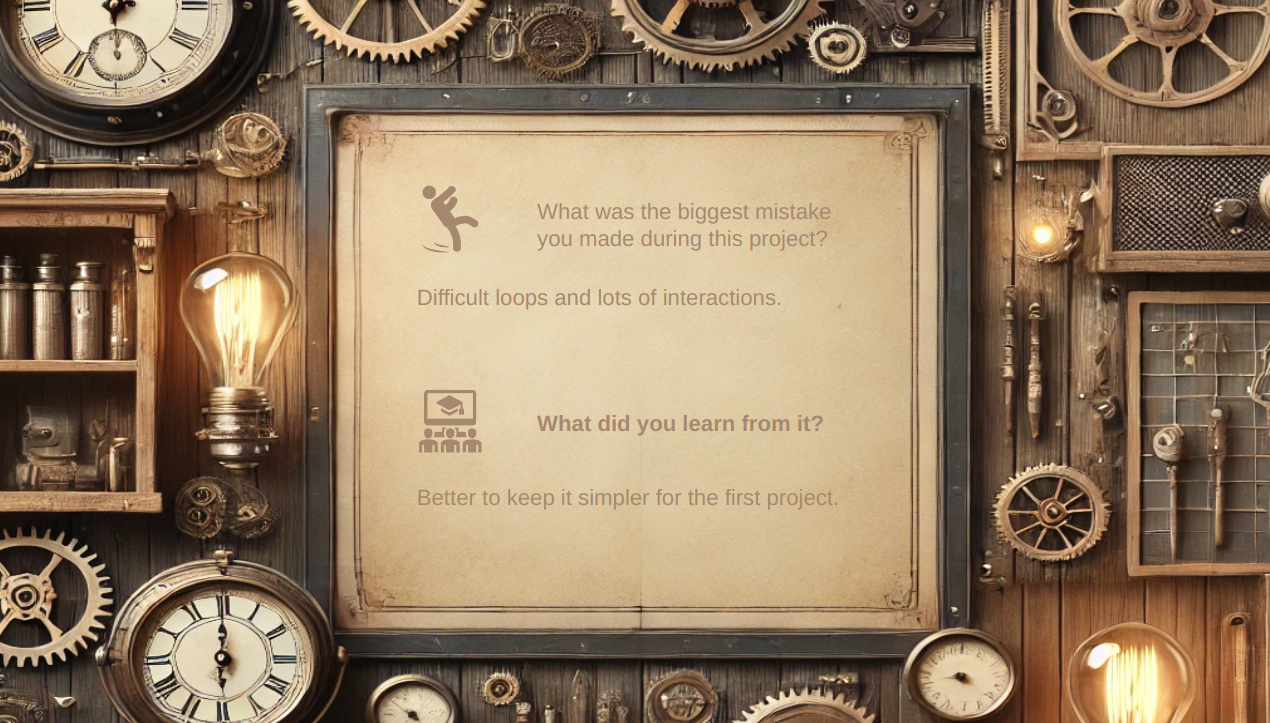 What was the biggest mistake
you made during this project?
Difficult loops and lots of interactions.
What did you learn from it?
Better to keep it simpler for the first project.